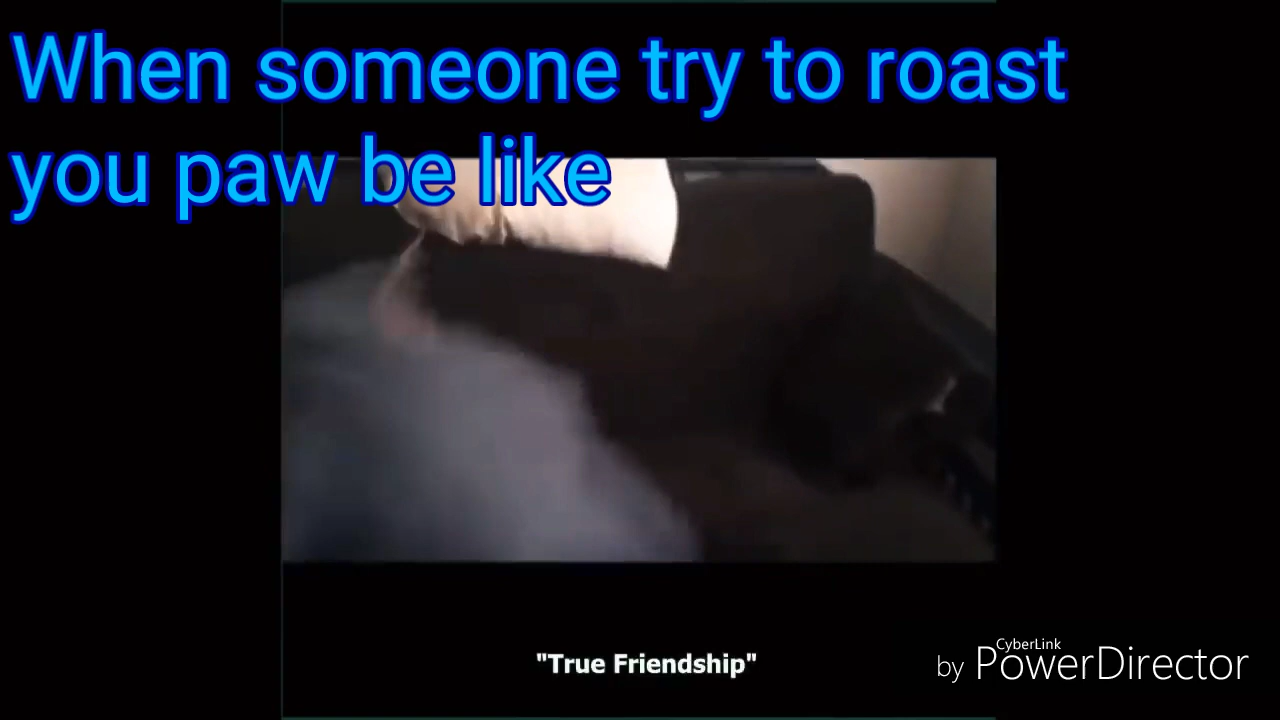 When someone try to roast
you paw be like
"True Friendship"
CyberLink
by PowerDirector